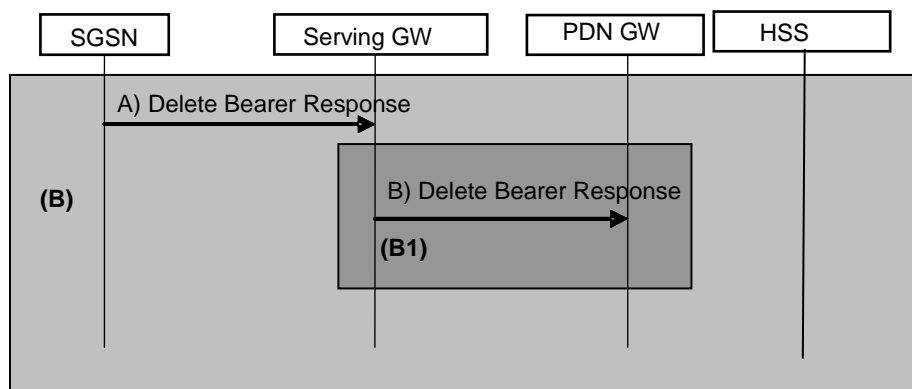 SGSN
Serving GW
PDN GW
HSS
A) Delete Bearer Response
(B)
B) Delete Bearer Response
(B1)